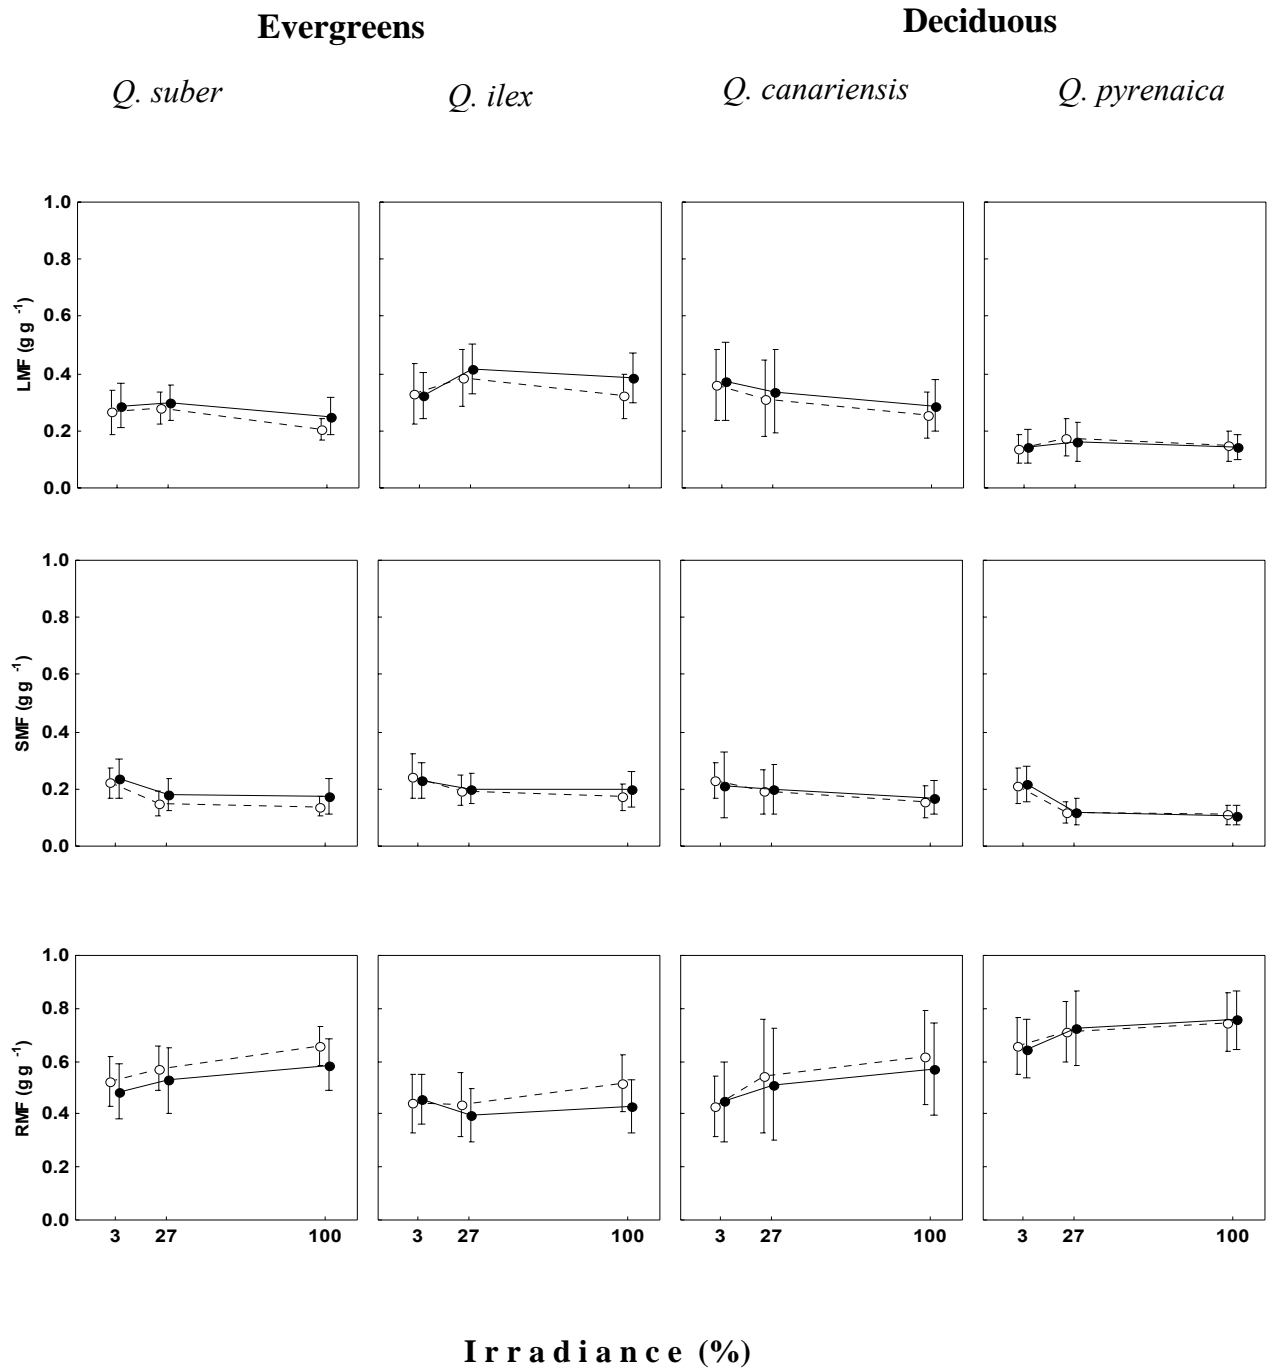 Evergreens Deciduous
Q. suber Q. ilex Q. canariensis Q. pyrenaica
1.0
0.8
0.6
0.4
0.2
0.0
LMF (g g -1)
1.0
0.8
0.6
0.4
0.2
0.0
SMF (g g -1)
1.0
0.8
0.6
0.4
0.2
0.0
RMF (g g -1)
3 27 100 3 27 100 3 27 100 3 27 100
Irradiance (%)